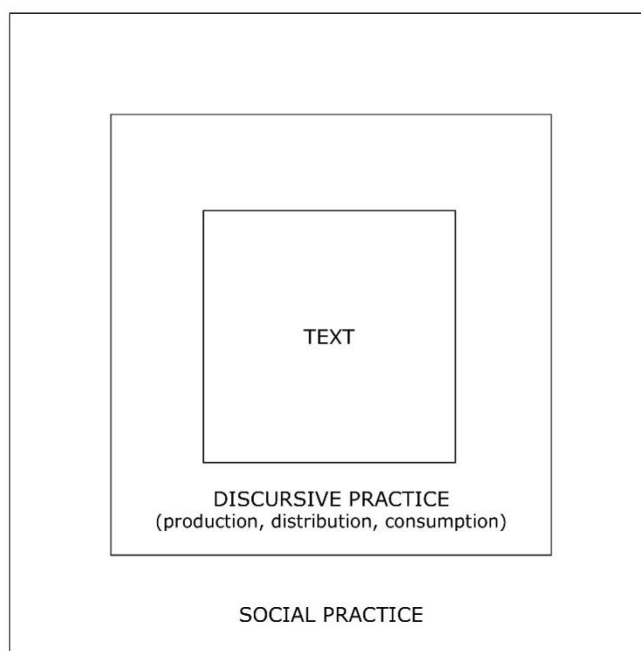 TEXT
DISCURSIVE PRACTICE
(production, distribution, consumption)
SOCIAL PRACTICE